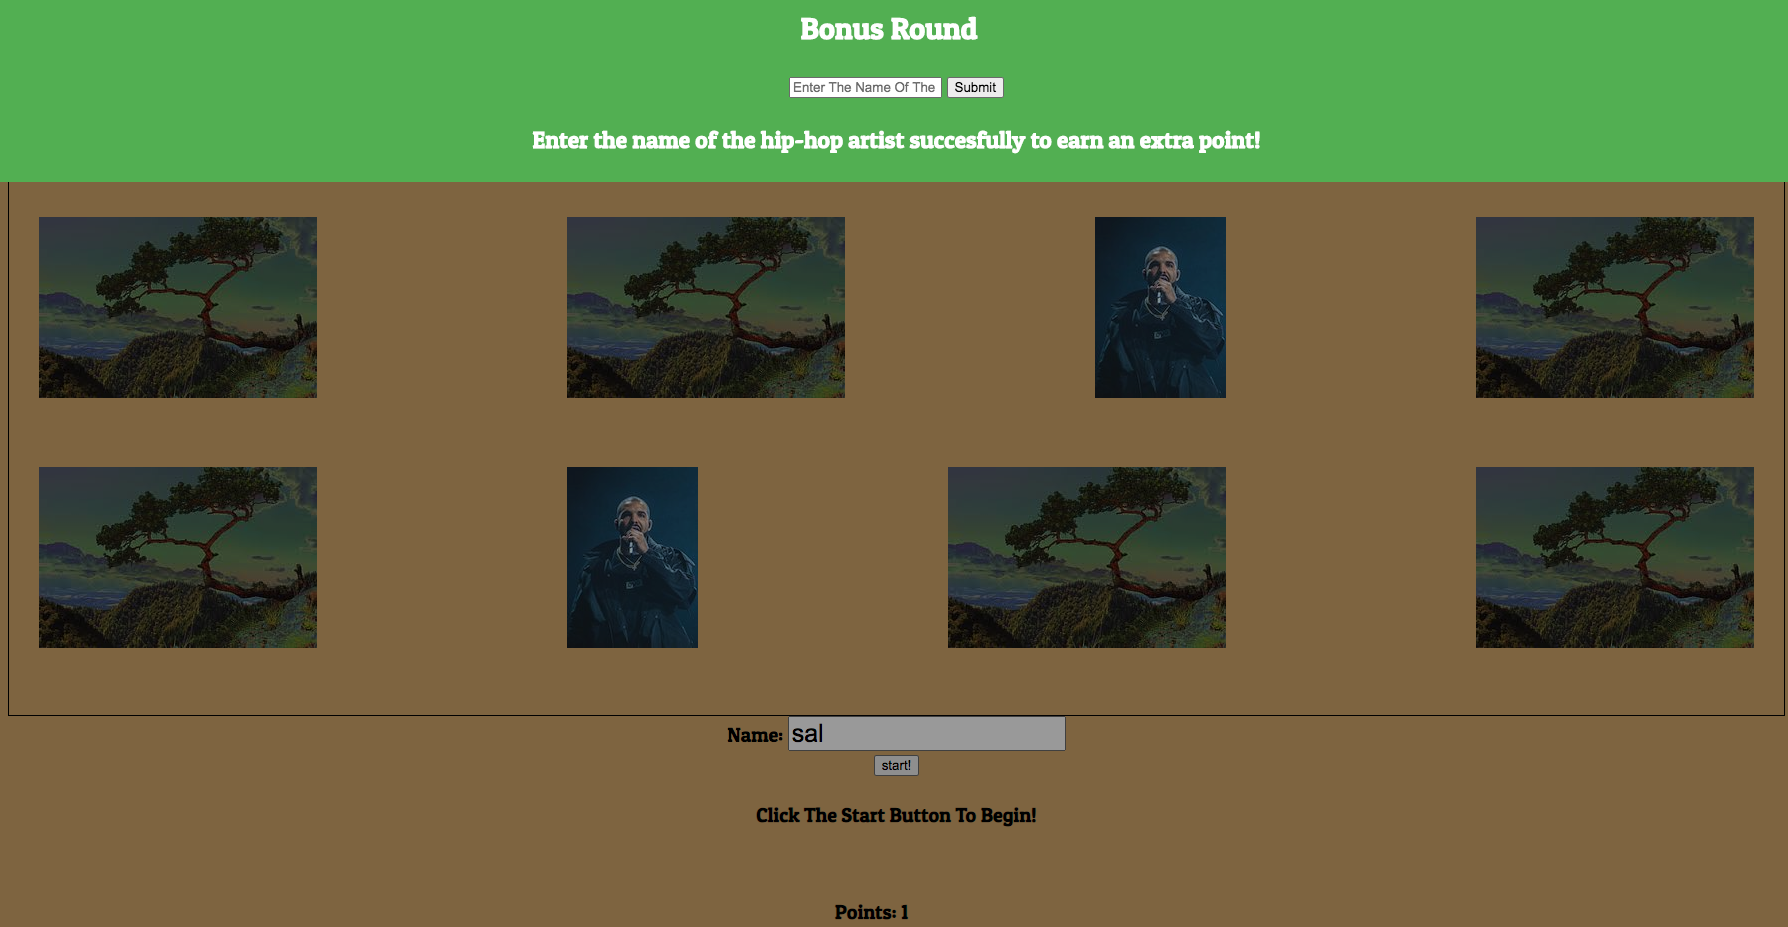 Bonus Round
Enter The Name Of The
Submit
Enter the name of the hip-hop artist succesfully to earn an extra point!
Name: sal
start!
Click The Start Button To Begin!
Points: 1